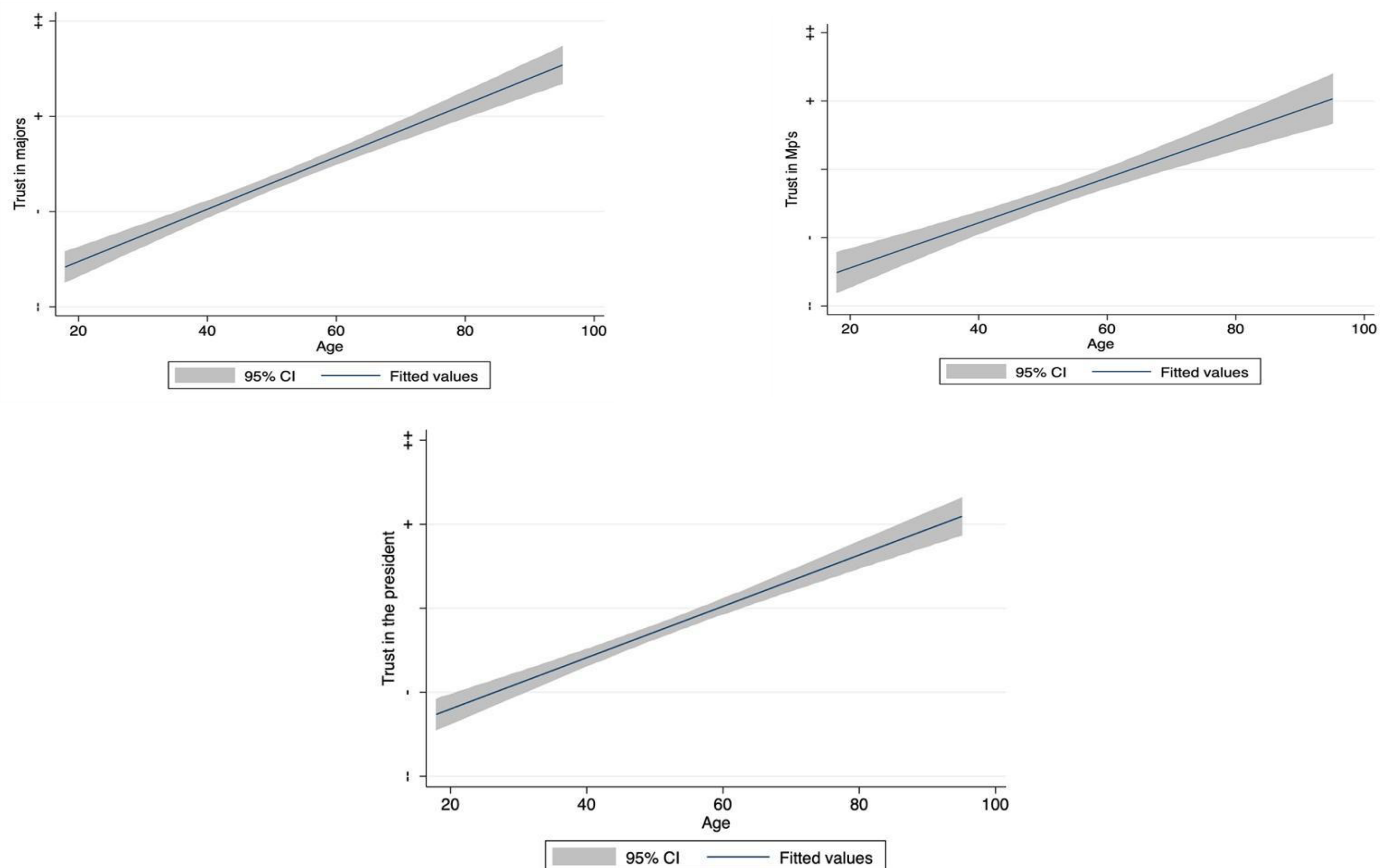 Trust in majors
++
+
-
--
20 40 60 80 100
Age
95% CI Fitted values
Trust in Mp's
++
+
-
--
20 40 60 80 100
Age
95% CI Fitted values
Trust in the president
++
+
-
--
20 40 60 80 100
Age
95% CI Fitted values